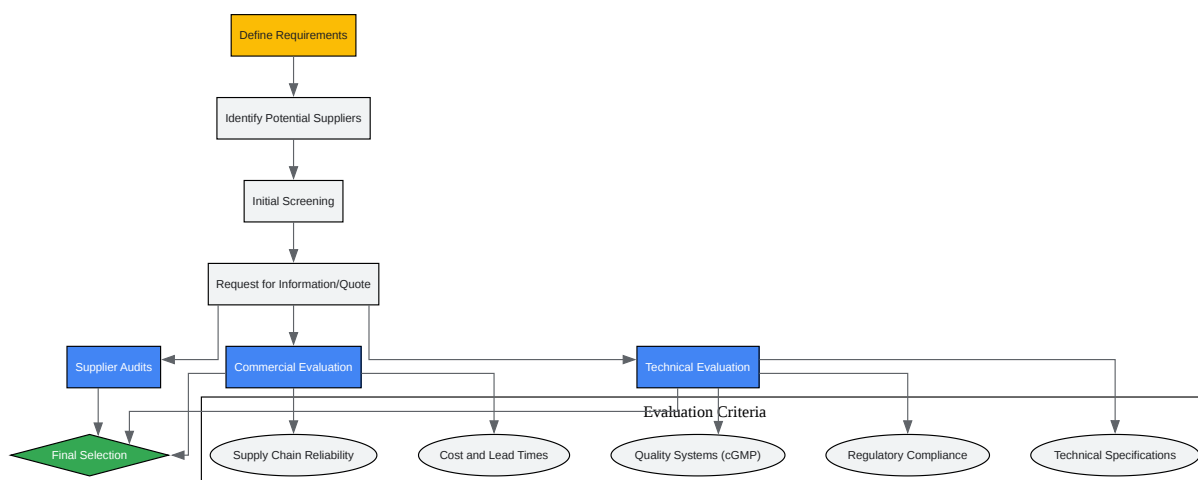 Define Requirements
Identify Potential Suppliers
Initial Screening
Request for Information/Quote
Supplier Audits
Commercial Evaluation
Technical Evaluation
Evaluation Criteria
Final Selection
Supply Chain Reliability
Cost and Lead Times
Quality Systems (cGMP)
Regulatory Compliance
Technical Specifications